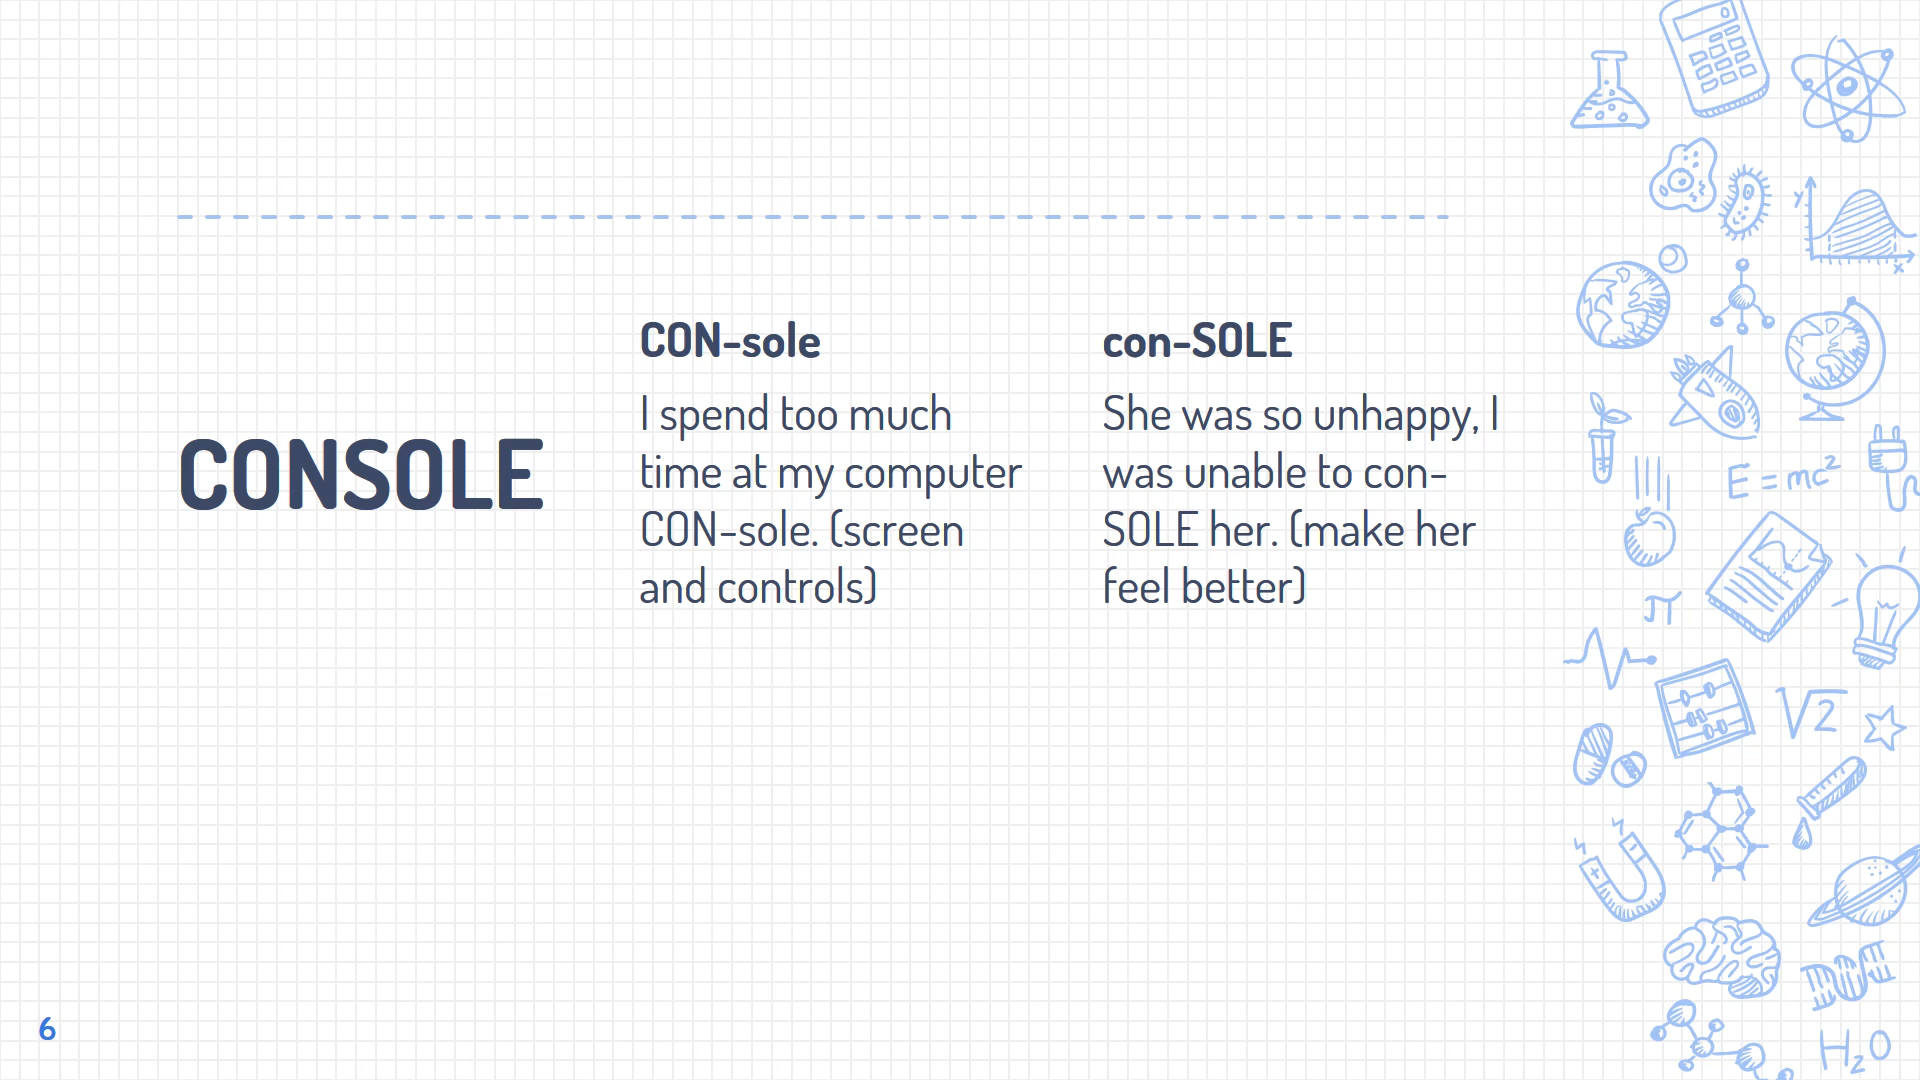 CONSOLE
CON-sole
I spend too much
time at my computer
CON-sole. (screen
and controls)
con-SOLE
She was so unhappy, I
was unable to con-
SOLE her. (make her
feel better)
6
y
x
E = mc²
π
√2
H₂O